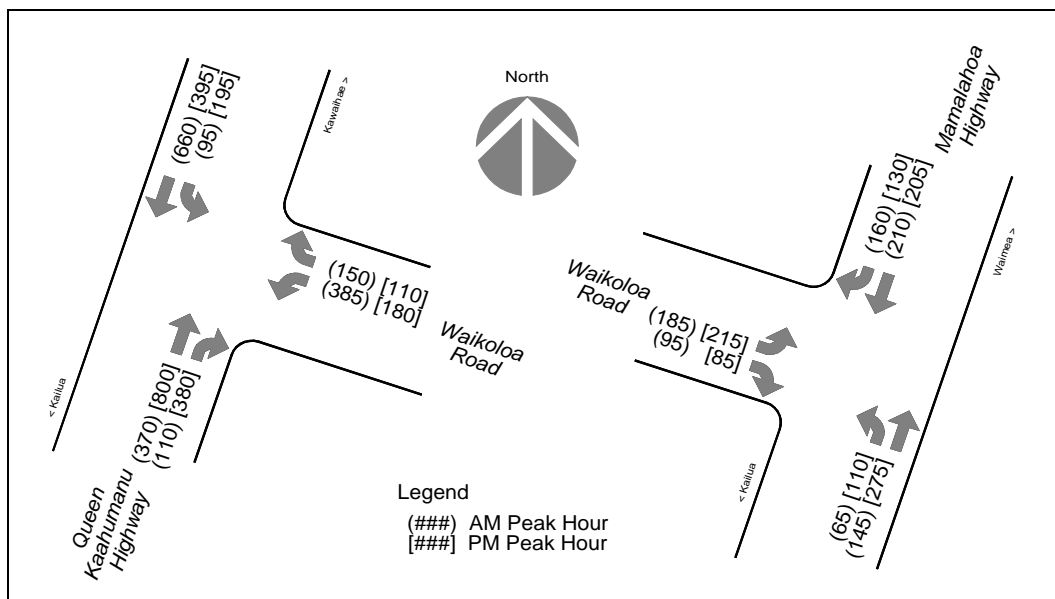 (660) [395]
(95) [195]
Kawaihae >
North
Mamalahoa
Highway
(160) [130]
(210) [205]
Waimea >
(150) [110]
(385) [180]
Waikoloa
Road
Waikoloa
Road
(185) [215]
(95) [85]
< Kailua
(370) [800]
(110) [380]
Queen
Kaahumanu
Highway
Legend
(###) AM Peak Hour
[###] PM Peak Hour
< Kailua
(65) [110]
(145) [275]